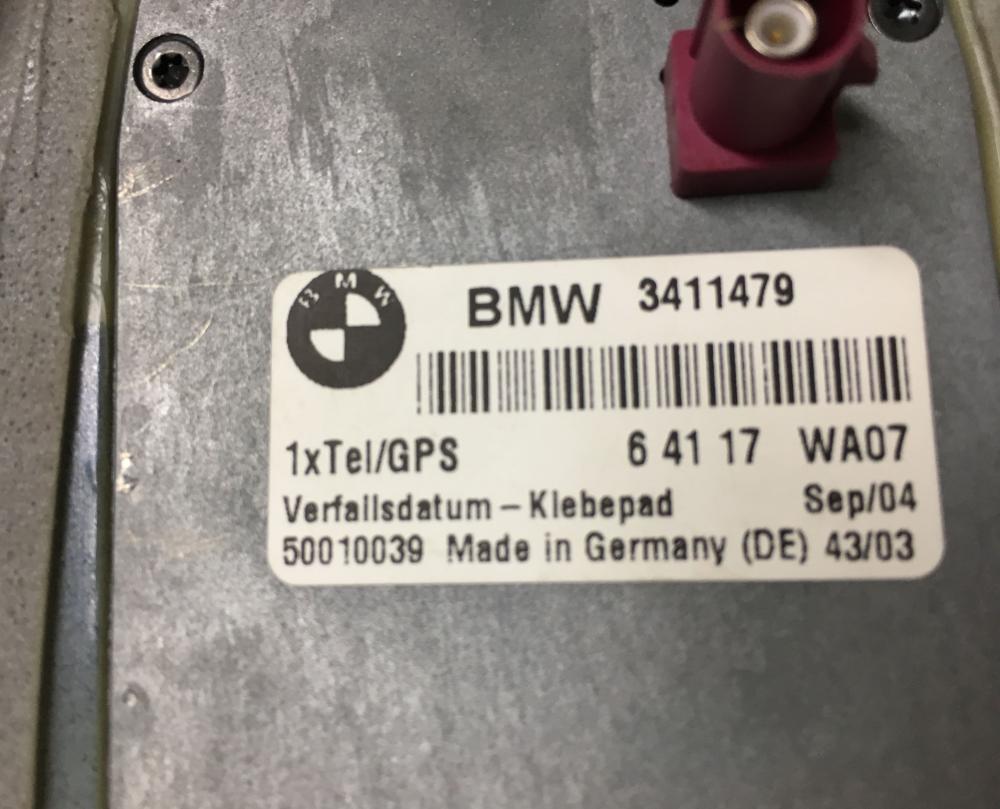 BMW
BMW 3411479
1xTel/GPS 6 41 17 WA07
Verfallsdatum – Klebepad Sep/04
50010039 Made in Germany (DE) 43/03